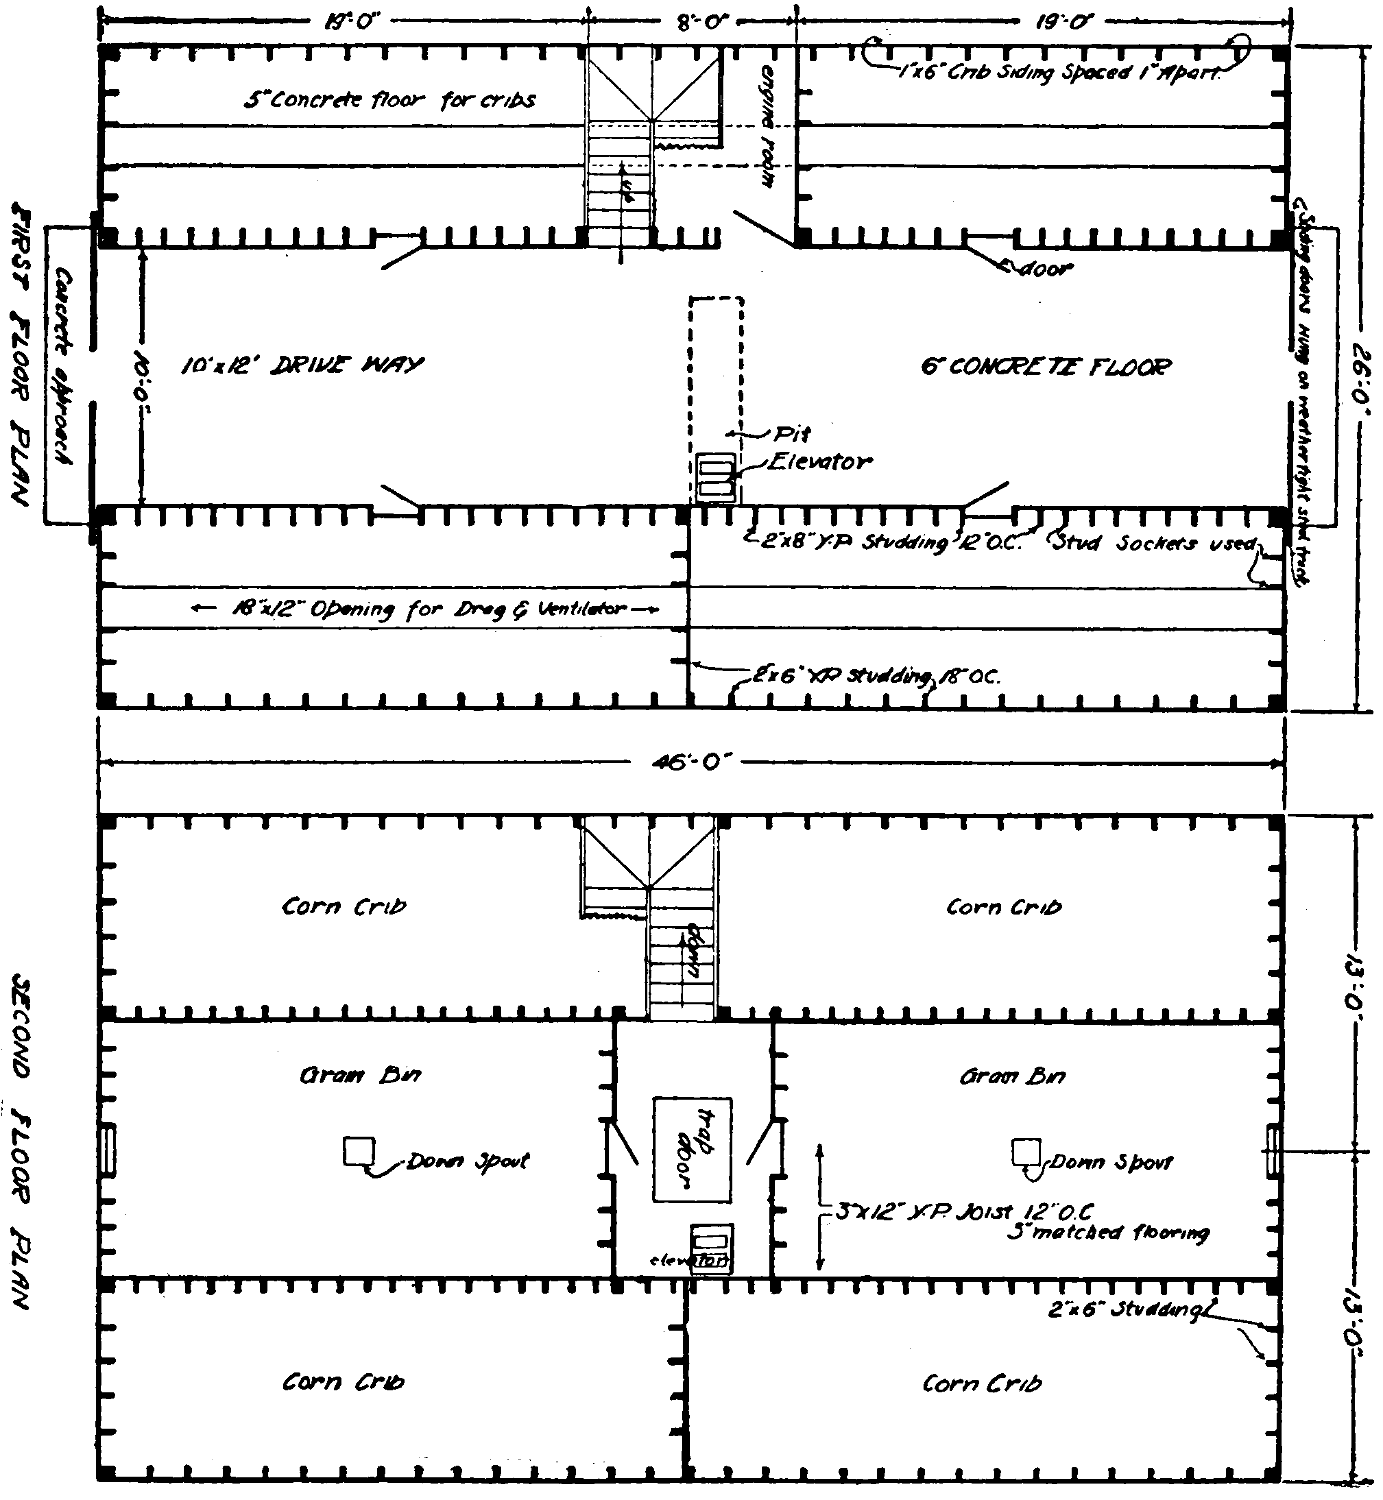 19'-0"
8'-0"
19'-0"
1"x6" Crib Siding Spaced 1" Apart.
5" Concrete floor for cribs
engine room
up
FIRST FLOOR PLAN
Concrete approach
door
Sliding doors hung on weathertight steel track
10'-0"
10'x12' DRIVE WAY
6" CONCRETE FLOOR
26'-0"
Pit
Elevator
2"x8" Y.P. Studding 12" O.C.
Stud Sockets used
18"x12" Opening for Drag & Ventilator
2"x6" Y.P. Studding 18" O.C.
46'-0"
Corn Crib
Corn Crib
down
13'-0"
SECOND FLOOR PLAN
Grain Bin
Grain Bin
trap door
Down Spout
Down Spout
3"x12" Y.P. Joist 12" O.C
3" matched flooring
elevator
2"x6" Studding
13'-0"
Corn Crib
Corn Crib